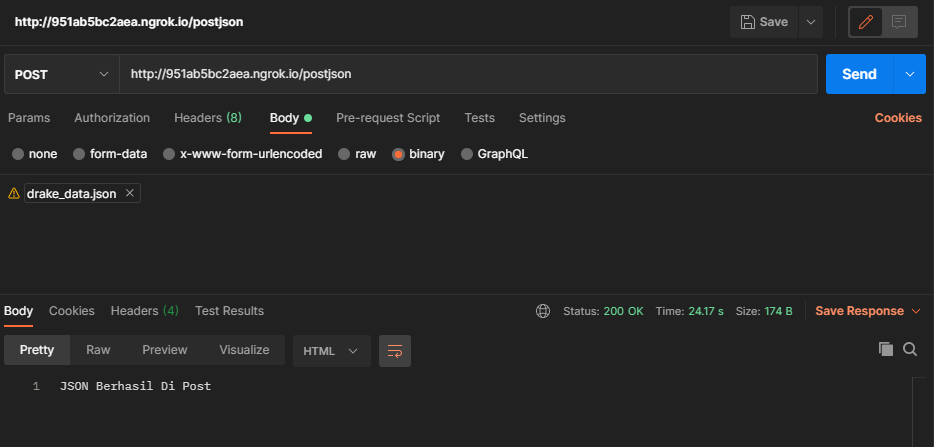 http://951ab5bc2aea.ngrok.io/postjson Save
POST http://951ab5bc2aea.ngrok.io/postjson Send
Params Authorization Headers (8) Body Pre-request Script Tests Settings Cookies
none form-data x-www-form-urlencoded raw binary GraphQL
drake_data.json
Body Cookies Headers (4) Test Results Status: 200 OK Time: 24.17 s Size: 174 B Save Response
Pretty Raw Preview Visualize HTML
1 JSON Berhasil Di Post